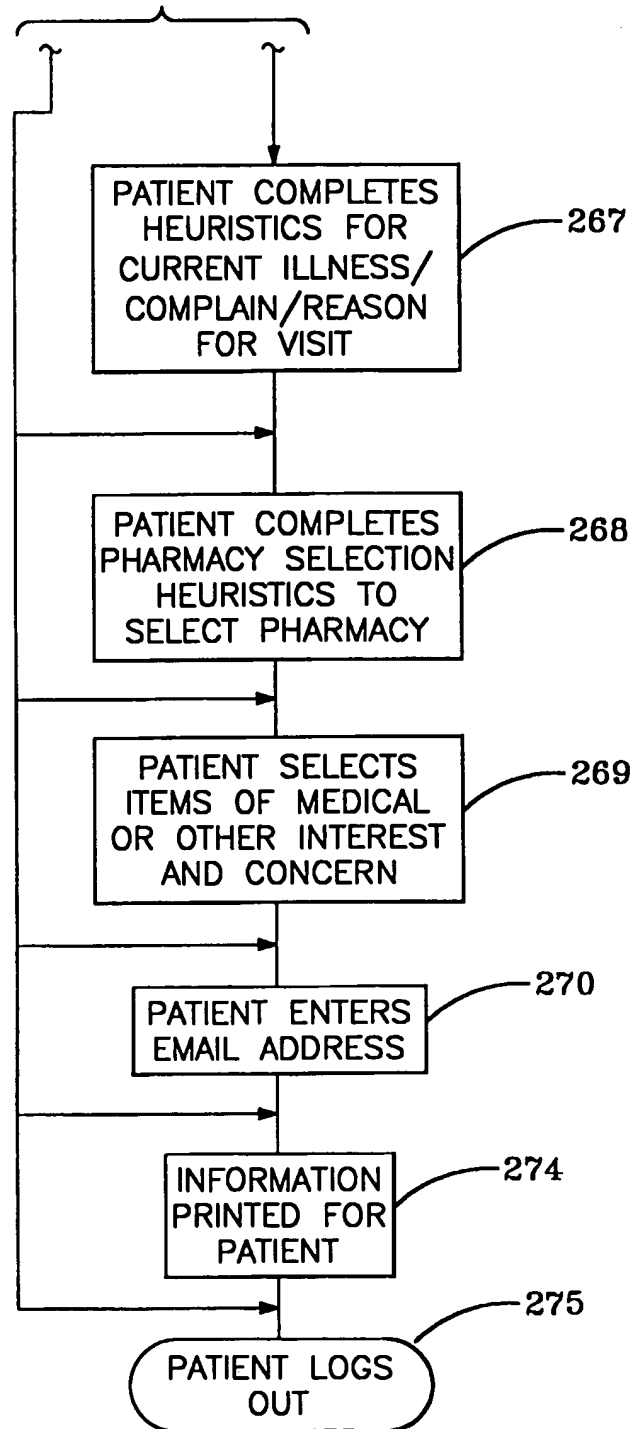 PATIENT COMPLETES
HEURISTICS FOR
CURRENT ILLNESS/
COMPLAIN/REASON
FOR VISIT
267
PATIENT COMPLETES
PHARMACY SELECTION
HEURISTICS TO
SELECT PHARMACY
268
PATIENT SELECTS
ITEMS OF MEDICAL
OR OTHER INTEREST
AND CONCERN
269
PATIENT ENTERS
EMAIL ADDRESS
270
INFORMATION
PRINTED FOR
PATIENT
274
PATIENT LOGS
OUT
275